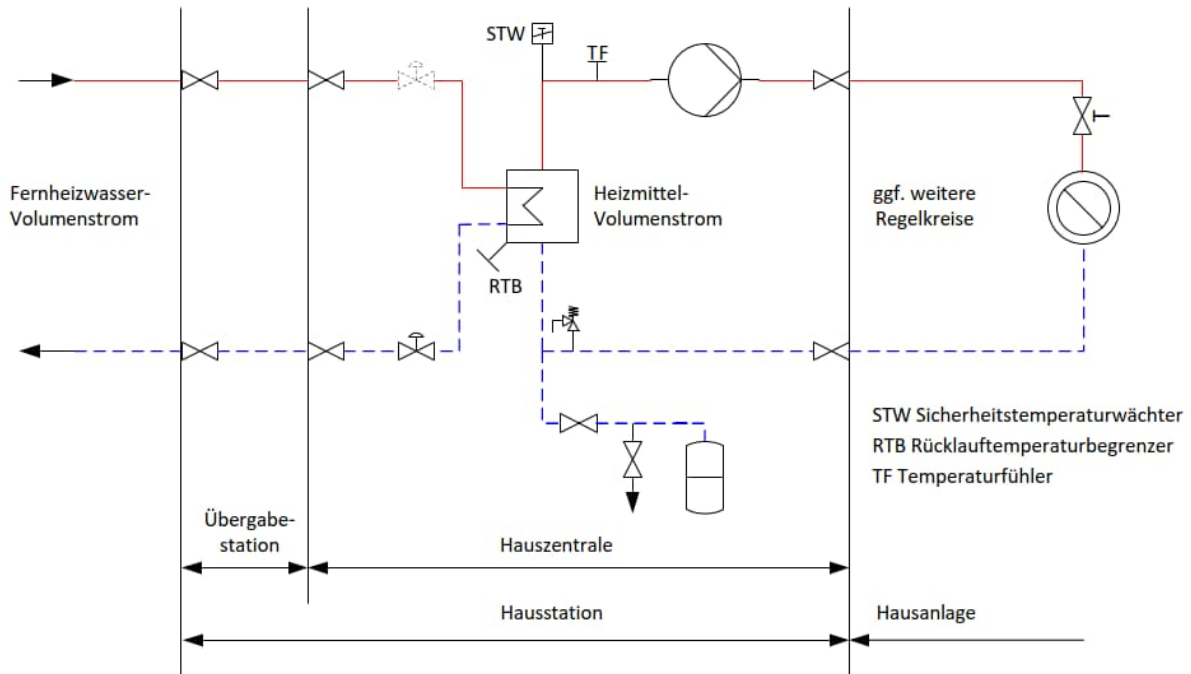 STW
TF
Fernheizwasser-
Volumenstrom
Heizmittel-
Volumenstrom
ggf. weitere
Regelkreise
RTB
T
STW Sicherheitstemperaturwächter
RTB Rücklauftemperaturbegrenzer
TF Temperaturfühler
Übergabe-
station
Hauszentrale
Hausstation
Hausanlage